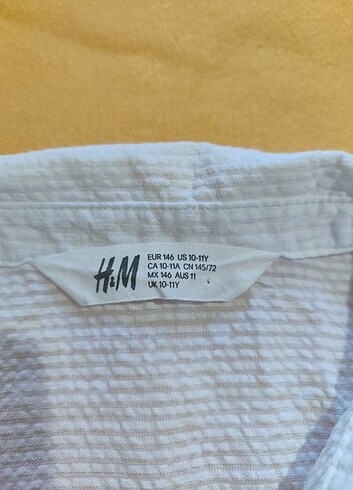 H&M
EUR 146 US 10-11Y
CA 10-11A CN 145/72
MX 146 AUS 11
UK 10-11Y